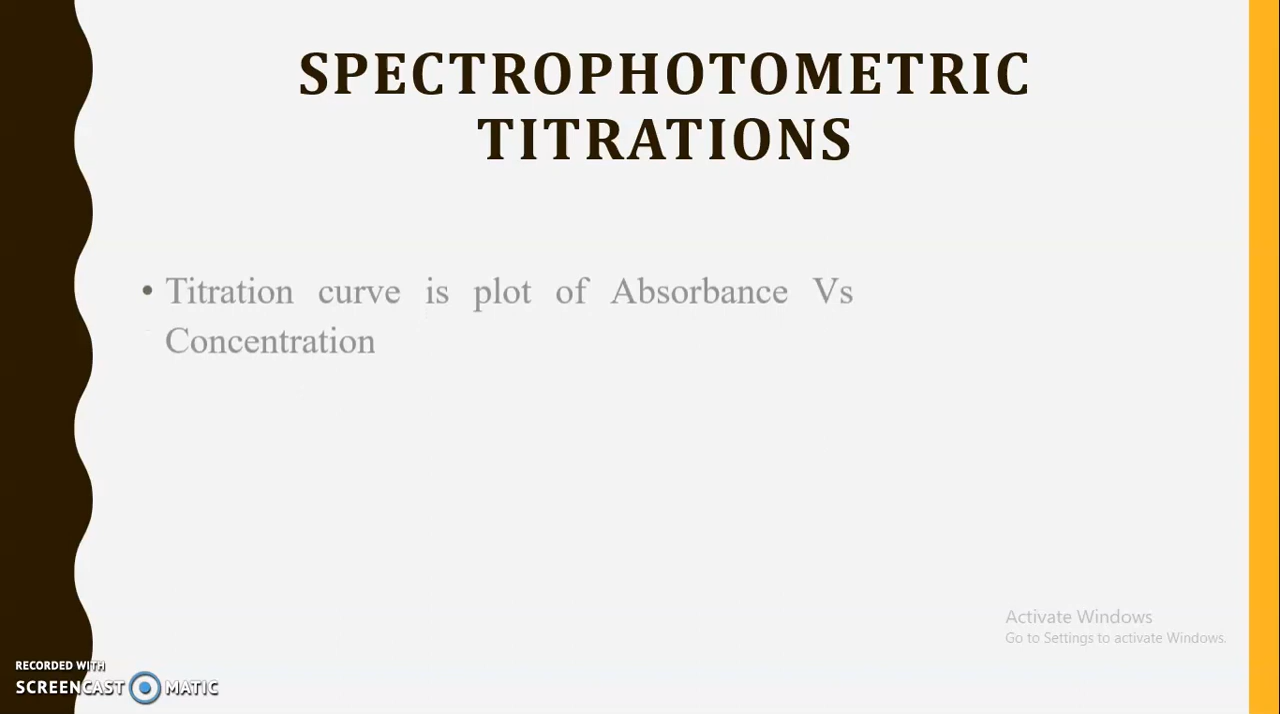 SPECTROPHOTOMETRIC
TITRATIONS
• Titration curve is plot of Absorbance Vs
Concentration
Activate Windows
Go to Settings to activate Windows.
RECORDED WITH
SCREENCAST MATIC